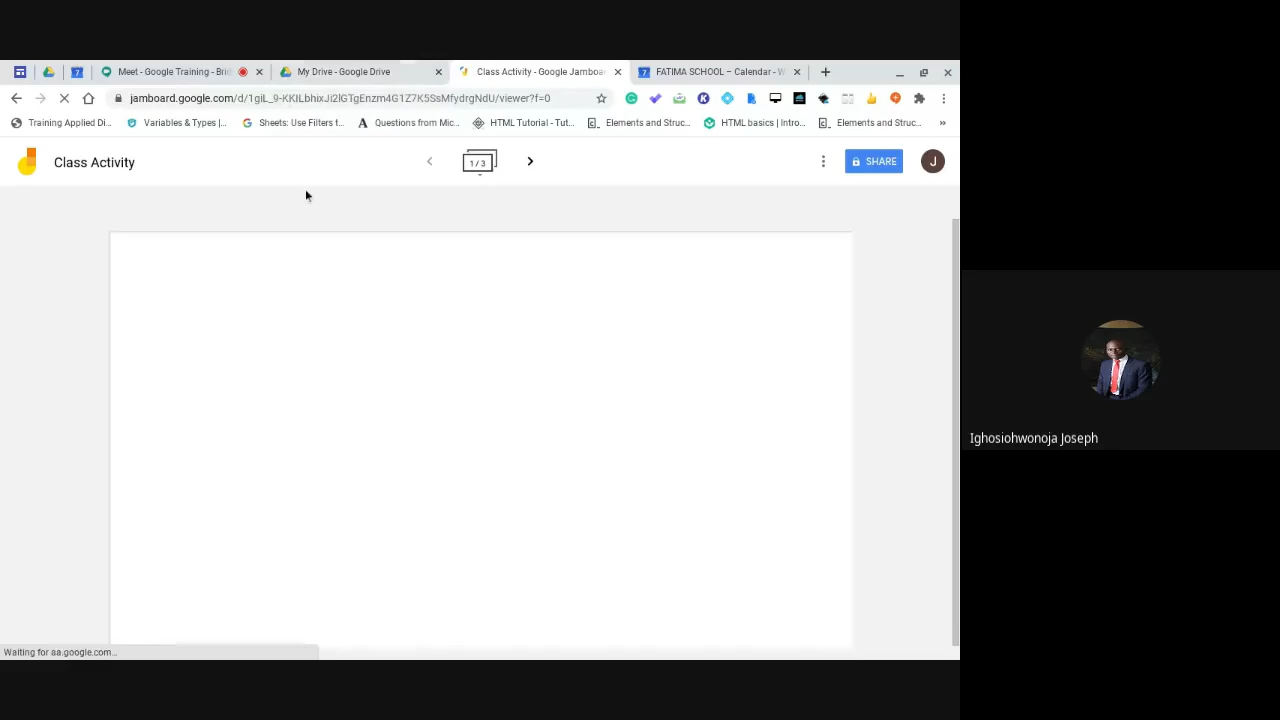 Meet - Google Training - Bri
My Drive - Google Drive
Class Activity - Google Jamboa
FATIMA SCHOOL – Calendar - W
jamboard.google.com/d/1giL_9-KKILbhixJi2lGTgEnzm4G1Z7K5SsMfydrgNdU/viewer?f=0
Training Applied Di...
Variables & Types |...
Sheets: Use Filters t...
Questions from Mic...
HTML Tutorial - Tut...
Elements and Struc...
HTML basics | Intro...
Elements and Struc...
Class Activity
1 / 3
SHARE
J
Ighosiohwonoja Joseph
Waiting for aa.google.com...